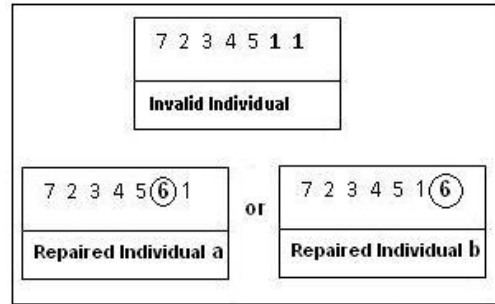 7 2 3 4 5 1 1
Invalid Individual
7 2 3 4 5 6 1
Repaired Individual a
or
7 2 3 4 5 1 6
Repaired Individual b